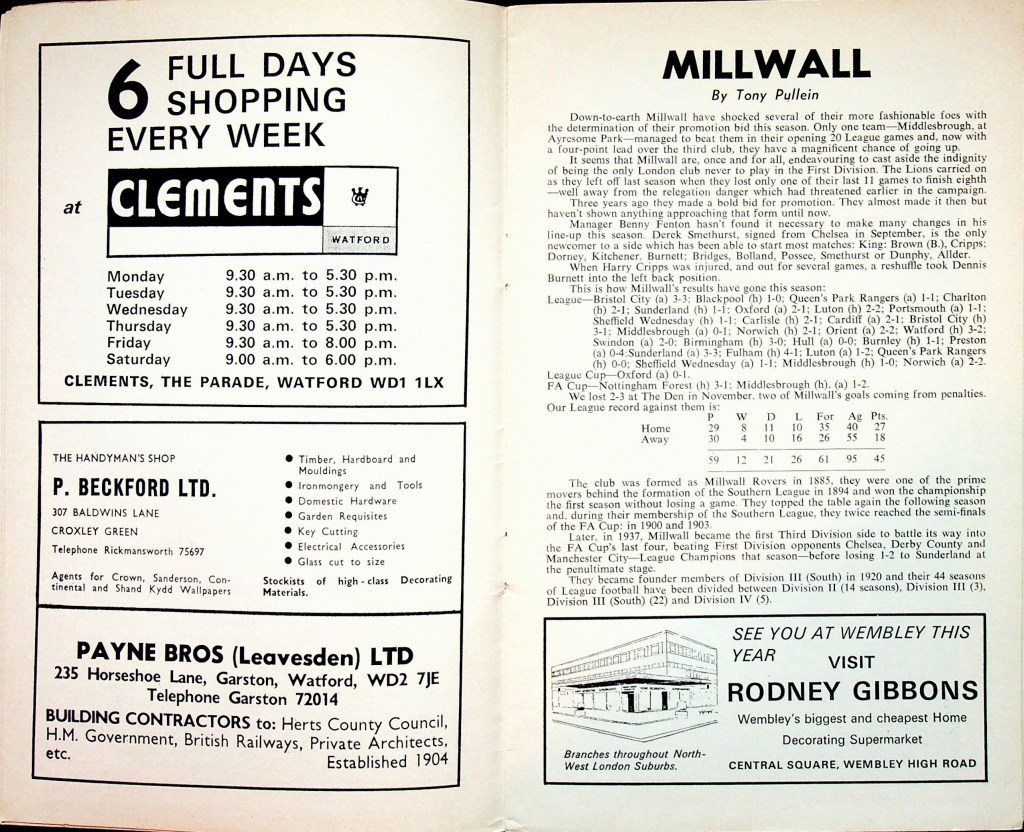 6 FULL DAYS
SHOPPING
EVERY WEEK
at
CLEMENTS
WATFORD
Monday 9.30 a.m. to 5.30 p.m.
Tuesday 9.30 a.m. to 5.30 p.m.
Wednesday 9.30 a.m. to 5.30 p.m.
Thursday 9.30 a.m. to 5.30 p.m.
Friday 9.30 a.m. to 8.00 p.m.
Saturday 9.00 a.m. to 6.00 p.m.
CLEMENTS, THE PARADE, WATFORD WD1 1LX
THE HANDYMAN'S SHOP
P. BECKFORD LTD.
307 BALDWINS LANE
CROXLEY GREEN
Telephone Rickmansworth 75697
Agents for Crown, Sanderson, Con-
tinental and Shand Kydd Wallpapers
● Timber, Hardboard and
Mouldings
● Ironmongery and Tools
● Domestic Hardware
● Garden Requisites
● Key Cutting
● Electrical Accessories
● Glass cut to size
Stockists of high-class Decorating
Materials.
PAYNE BROS (Leavesden) LTD
235 Horseshoe Lane, Garston, Watford, WD2 7JE
Telephone Garston 72014
BUILDING CONTRACTORS to: Herts County Council,
H.M. Government, British Railways, Private Architects,
etc.
Established 1904
MILLWALL
By Tony Pullein
Down-to-earth Millwall have shocked several of their more fashionable foes with
the determination of their promotion bid this season. Only one team—Middlesbrough, at
Ayresome Park—managed to beat them in their opening 20 League games and, now with
a four-point lead over the third club, they have a magnificent chance of going up.
It seems that Millwall are, once and for all, endeavouring to cast aside the indignity
of being the only London club never to play in the First Division. The Lions carried on
as they left off last season when they lost only one of their last 11 games to finish eighth
—well away from the relegation danger which had threatened earlier in the campaign.
Three years ago they made a bold bid for promotion. They almost made it then but
haven't shown anything approaching that form until now.
Manager Benny Fenton hasn't found it necessary to make many changes in his
line-up this season. Derek Smethurst, signed from Chelsea in September, is the only
newcomer to a side which has been able to start most matches: King; Brown (B.), Cripps;
Dorney, Kitchener, Burnett; Bridges, Bolland, Possee, Smethurst or Dunphy, Allder.
When Harry Cripps was injured, and out for several games, a reshuffle took Dennis
Burnett into the left back position.
This is how Millwall's results have gone this season:
League—Bristol City (a) 3-3; Blackpool (h) 1-0; Queen's Park Rangers (a) 1-1; Charlton
(h) 2-1; Sunderland (h) 1-1; Oxford (a) 2-1; Luton (h) 2-2; Portsmouth (a) 1-1;
Sheffield Wednesday (h) 1-1; Carlisle (h) 2-1; Cardiff (a) 2-1; Bristol City (h)
3-1; Middlesbrough (a) 0-1; Norwich (h) 2-1; Orient (a) 2-2; Watford (h) 3-2;
Swindon (a) 2-0; Birmingham (h) 3-0; Hull (a) 0-0; Burnley (h) 1-1; Preston
(a) 0-4;Sunderland (a) 3-3; Fulham (h) 4-1; Luton (a) 1-2; Queen's Park Rangers
(h) 0-0; Sheffield Wednesday (a) 1-1; Middlesbrough (h) 1-0; Norwich (a) 2-2.
League Cup—Oxford (a) 0-1.
FA Cup—Nottingham Forest (h) 3-1; Middlesbrough (h), (a) 1-2.
We lost 2-3 at The Den in November, two of Millwall's goals coming from penalties.
Our League record against them is:
P W D L For Ag Pts.
Home 29 8 11 10 35 40 27
Away 30 4 10 16 26 55 18
59 12 21 26 61 95 45
The club was formed as Millwall Rovers in 1885, they were one of the prime
movers behind the formation of the Southern League in 1894 and won the championship
the first season without losing a game. They topped the table again the following season
and, during their membership of the Southern League, they twice reached the semi-finals
of the FA Cup: in 1900 and 1903.
Later, in 1937, Millwall became the first Third Division side to battle its way into
the FA Cup's last four, beating First Division opponents Chelsea, Derby County and
Manchester City—League Champions that season—before losing 1-2 to Sunderland at
the penultimate stage.
They became founder members of Division III (South) in 1920 and their 44 seasons
of League football have been divided between Division II (14 seasons), Division III (3),
Division III (South) (22) and Division IV (5).
SEE YOU AT WEMBLEY THIS
YEAR
VISIT
RODNEY GIBBONS
Wembley's biggest and cheapest Home
Decorating Supermarket
CENTRAL SQUARE, WEMBLEY HIGH ROAD
Branches throughout North-
West London Suburbs.